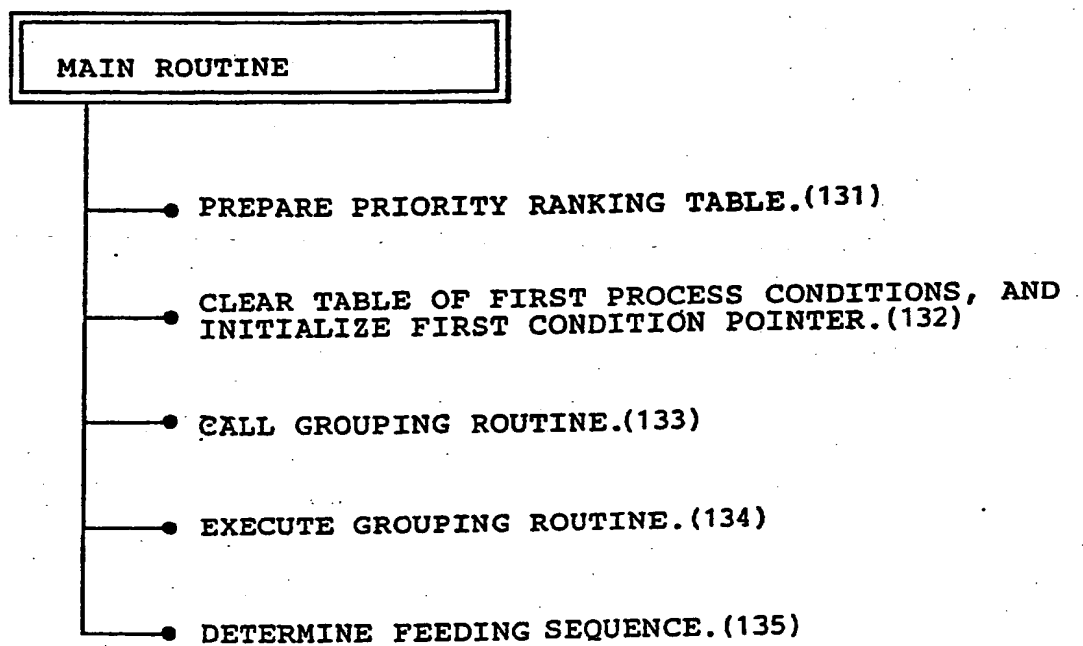 MAIN ROUTINE
PREPARE PRIORITY RANKING TABLE.(131)
CLEAR TABLE OF FIRST PROCESS CONDITIONS, AND
INITIALIZE FIRST CONDITION POINTER.(132)
CALL GROUPING ROUTINE.(133)
EXECUTE GROUPING ROUTINE.(134)
DETERMINE FEEDING SEQUENCE.(135)